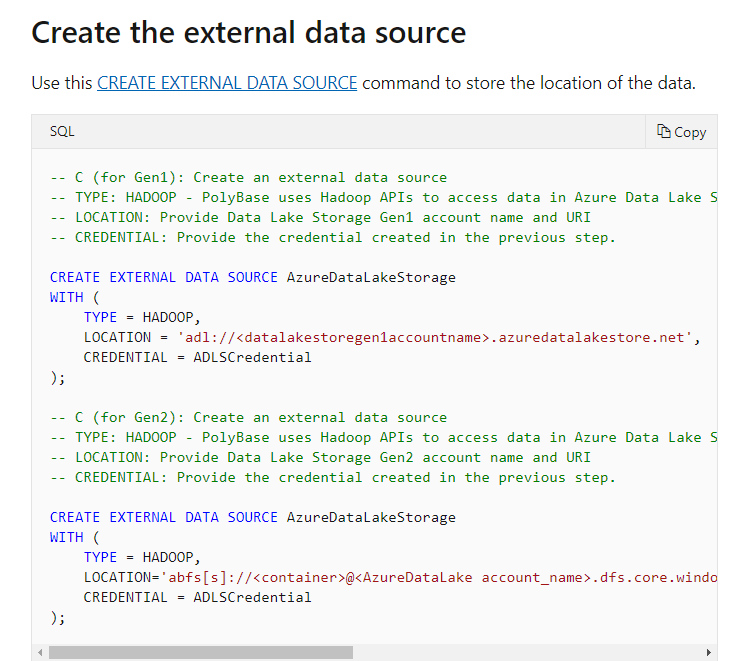 Create the external data source
Use this CREATE EXTERNAL DATA SOURCE command to store the location of the data.
SQL
Copy
-- C (for Gen1): Create an external data source
-- TYPE: HADOOP - PolyBase uses Hadoop APIs to access data in Azure Data Lake S
-- LOCATION: Provide Data Lake Storage Gen1 account name and URI
-- CREDENTIAL: Provide the credential created in the previous step.
CREATE EXTERNAL DATA SOURCE AzureDataLakeStorage
WITH (
    TYPE = HADOOP,
    LOCATION = 'adl://<datalakestoregen1accountname>.azuredatalakestore.net',
    CREDENTIAL = ADLSCredential
);
-- C (for Gen2): Create an external data source
-- TYPE: HADOOP - PolyBase uses Hadoop APIs to access data in Azure Data Lake S
-- LOCATION: Provide Data Lake Storage Gen2 account name and URI
-- CREDENTIAL: Provide the credential created in the previous step.
CREATE EXTERNAL DATA SOURCE AzureDataLakeStorage
WITH (
    TYPE = HADOOP,
    LOCATION='abfs[s]://<container>@<AzureDataLake account_name>.dfs.core.windo
    CREDENTIAL = ADLSCredential
);